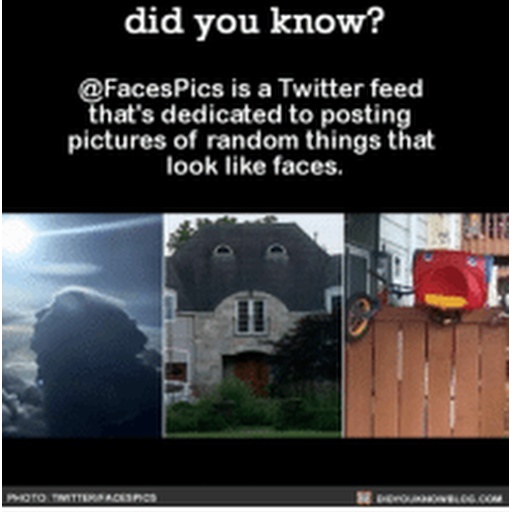 did you know?
@FacesPics is a Twitter feed
that's dedicated to posting
pictures of random things that
look like faces.
PHOTO: TWITTER/FACESPICS
DIDYOUKNOWBLOG.COM